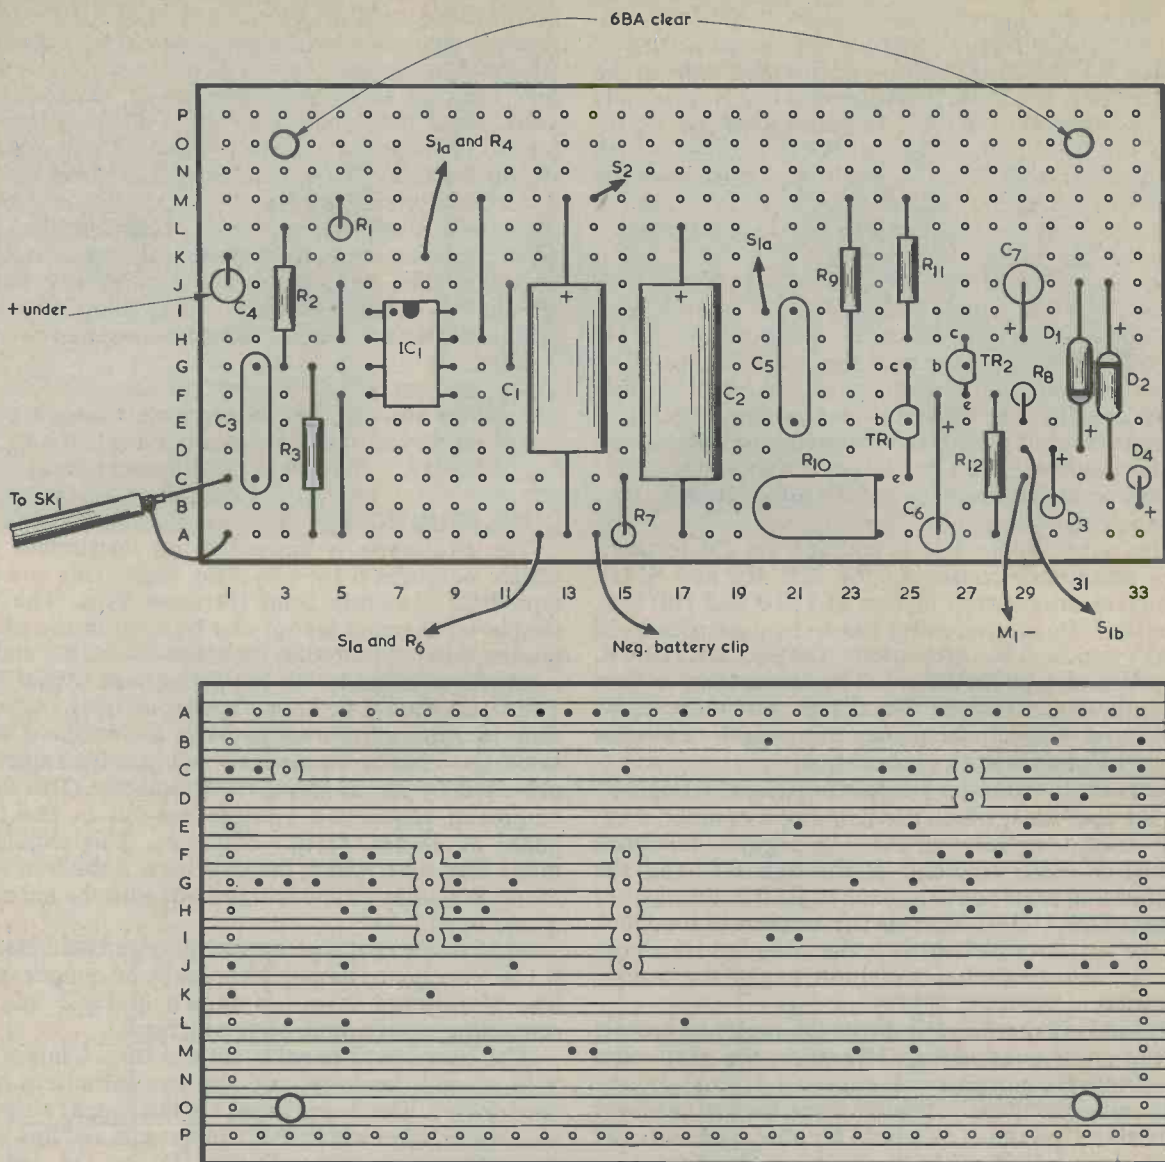 6BA clear
P
O
N
M
L
K
J
I
H
G
F
E
D
C
B
A
S1a and R4
S2
R1
S1a
C7
R9
R11
+ under
C4
R2
IC1
+
+
+
D1
+
C3
C1
C5
C2
c
c
b
TR2
e
R8
D2
b
TR1
+
R3
R10
e
R12
+
+
D4
To SK1
R7
C6
D3
+
1
3
5
7
9
11
13
15
17
19
21
23
25
27
29
31
33
S1a and R6
Neg. battery clip
M1 -
S1b
A
B
C
D
E
F
G
H
I
J
K
L
M
N
O
P